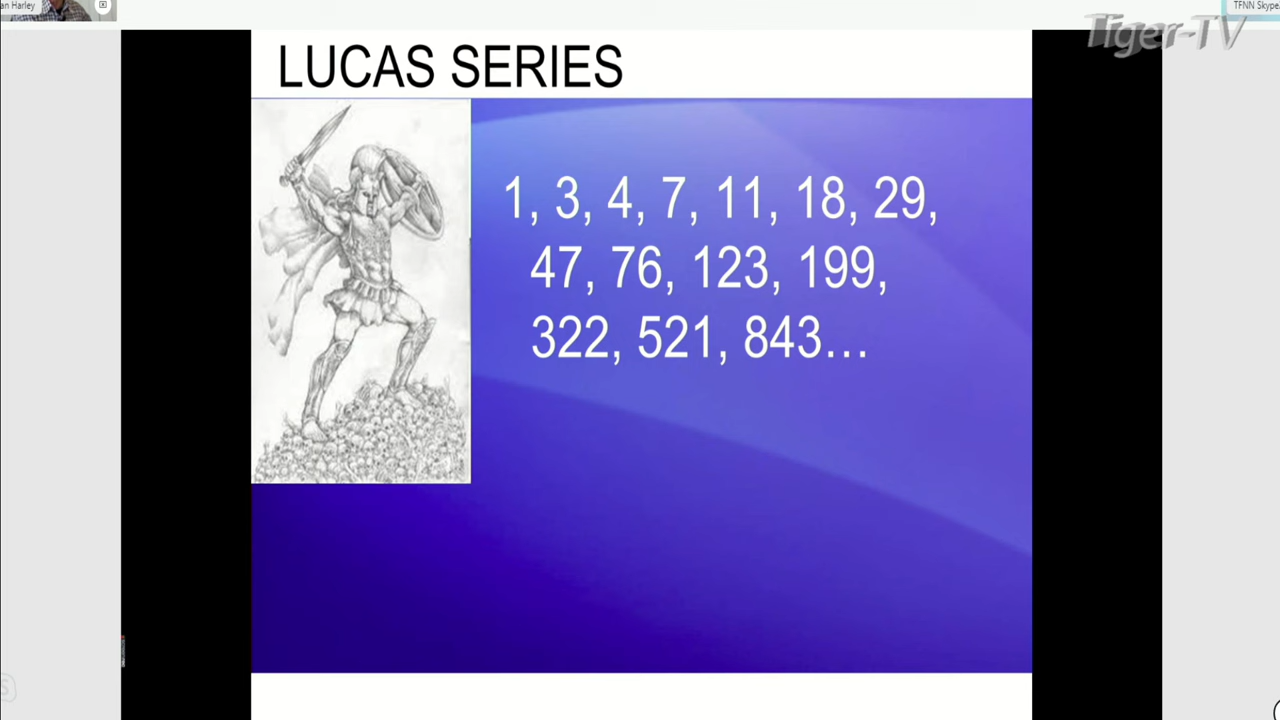 an Harley
TFNN Skype
Tiger-TV
LUCAS SERIES
1, 3, 4, 7, 11, 18, 29,
47, 76, 123, 199,
322, 521, 843...